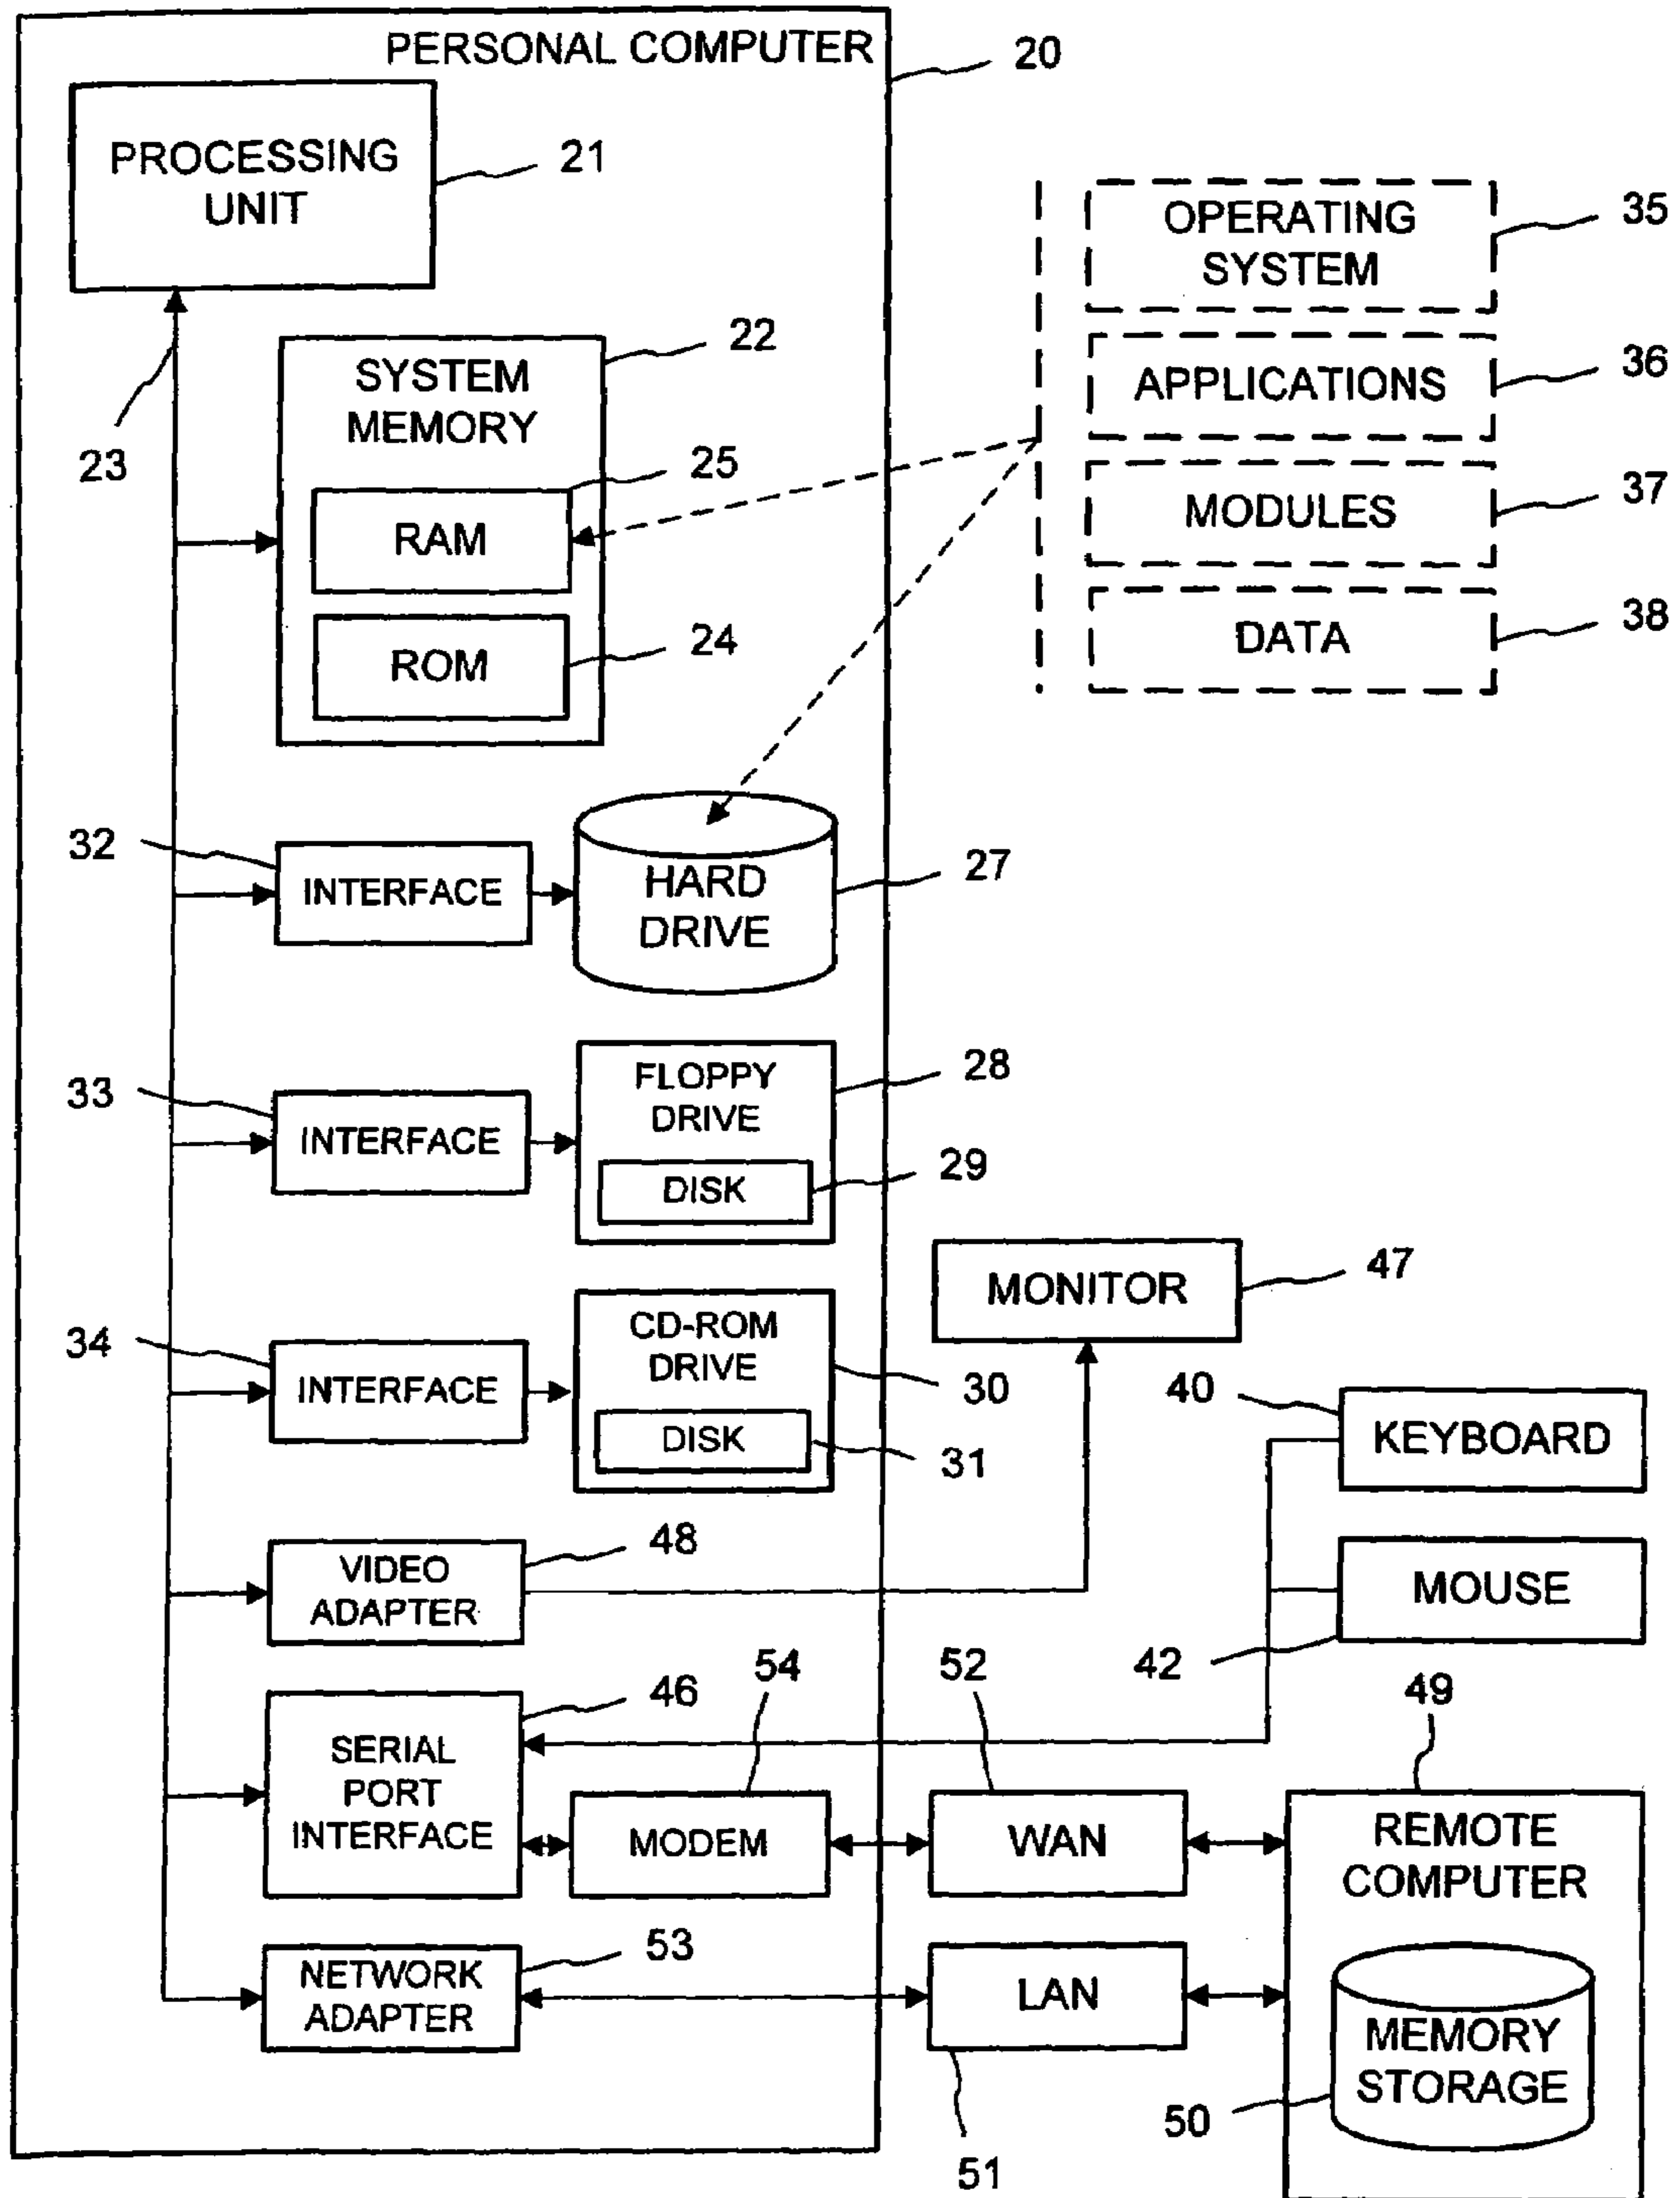 PERSONAL COMPUTER
20
PROCESSING
UNIT
21
23
SYSTEM
MEMORY
22
RAM
25
ROM
24
OPERATING
SYSTEM
35
APPLICATIONS
36
MODULES
37
DATA
38
32
INTERFACE
HARD
DRIVE
27
33
INTERFACE
FLOPPY
DRIVE
28
DISK
29
34
INTERFACE
CD-ROM
DRIVE
30
DISK
31
MONITOR
47
40
KEYBOARD
MOUSE
42
VIDEO
ADAPTER
48
SERIAL
PORT
INTERFACE
46
MODEM
54
WAN
52
REMOTE
COMPUTER
49
NETWORK
ADAPTER
53
LAN
51
MEMORY
STORAGE
50